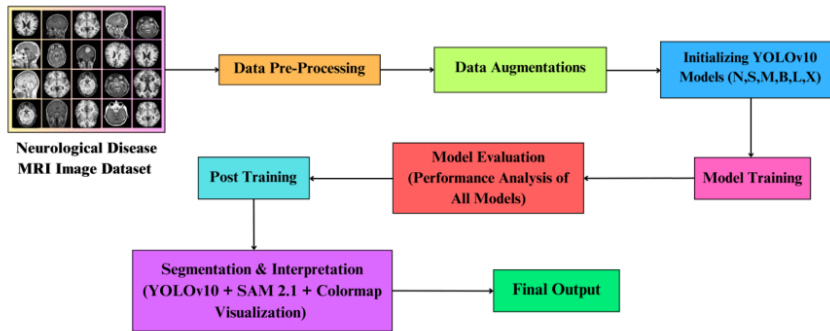 Neurological Disease
MRI Image Dataset
Data Pre-Processing
Data Augmentations
Initializing YOLOv10
Models (N,S,M,B,L,X)
Model Training
Model Evaluation
(Performance Analysis of
All Models)
Post Training
Segmentation & Interpretation
(YOLOv10 + SAM 2.1 + Colormap
Visualization)
Final Output